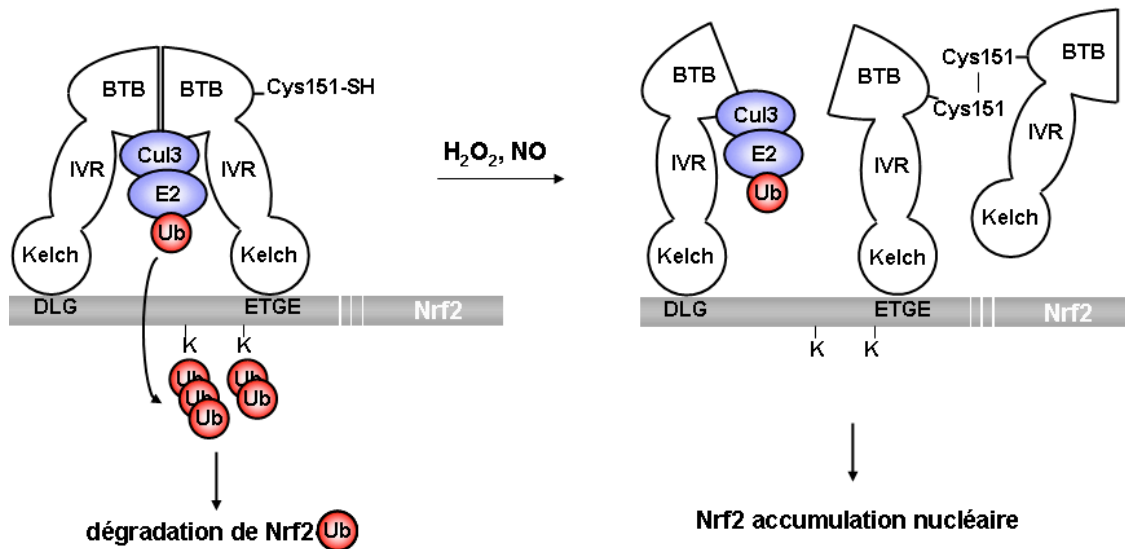 BTB
BTB
Cys151-SH
Cul3
IVR
IVR
E2
Ub
Kelch
Kelch
DLG
ETGE
Nrf2
K
K
Ub
Ub
Ub
Ub
Ub
dégradation de Nrf2 Ub
H2O2, NO
BTB
Cul3
IVR
E2
Ub
Kelch
DLG
BTB
Cys151
Cys151
BTB
IVR
IVR
Kelch
Kelch
ETGE
Nrf2
K
K
Nrf2 accumulation nucléaire